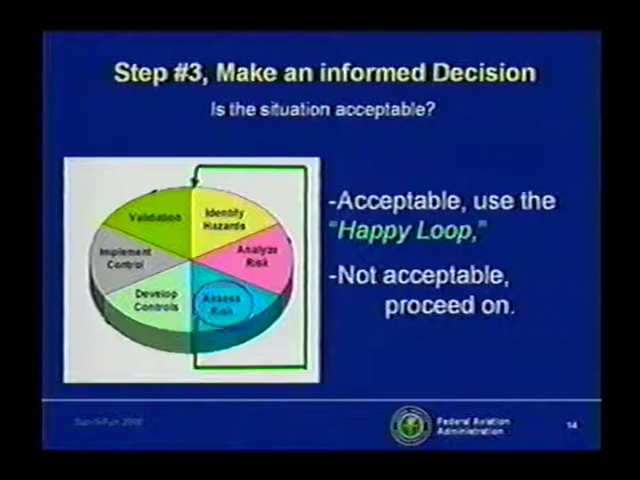 Step #3, Make an informed Decision
Is the situation acceptable?
Validation
Identify
Hazards
Implement
Control
Analyze
Risk
Develop
Controls
Assess
Risk
-Acceptable, use the
"Happy Loop,"
-Not acceptable,
proceed on.
Federal Aviation
Administration
14